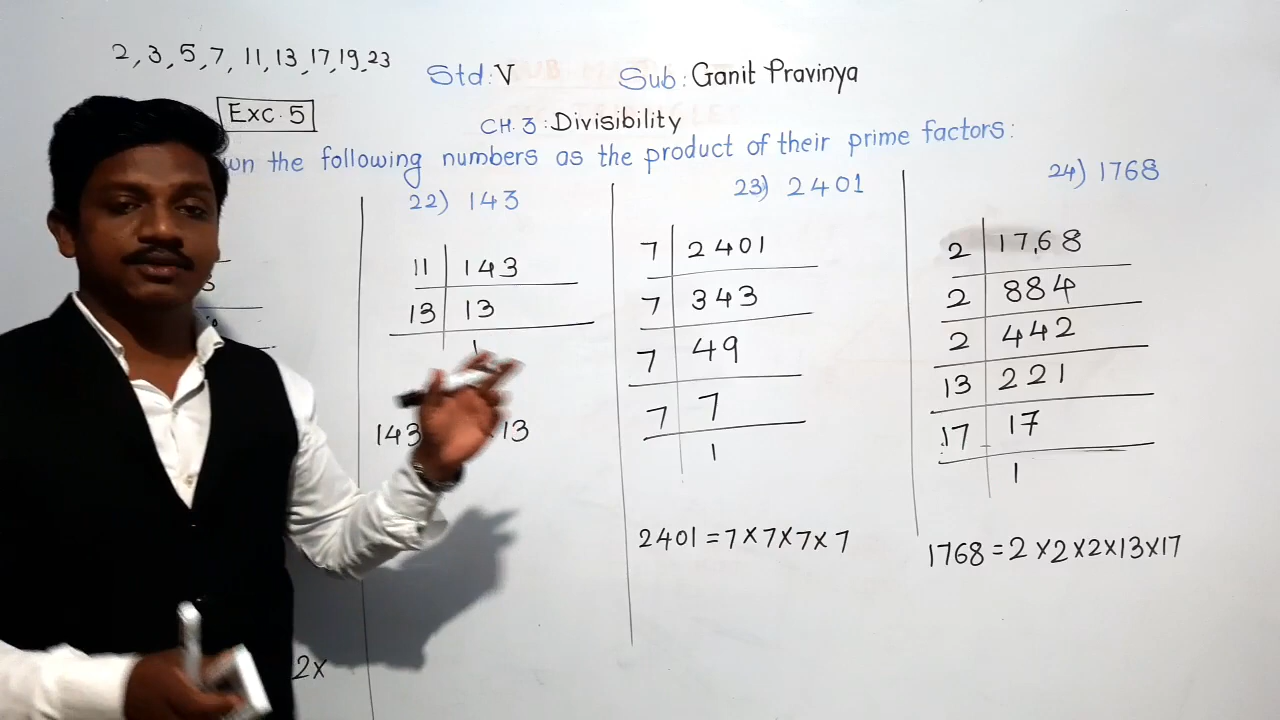 2, 3, 5, 7, 11, 13, 17, 19, 23
Std: V Sub: Ganit Pravinya
Exc. 5
CH. 3: Divisibility
the following numbers as the product of their prime factors:
22) 143
11 143
13 13
1
143 13
23) 2401
7 2401
7 343
7 49
7 7
1
2401 = 7 × 7 × 7 × 7
24) 1768
2 1768
2 884
2 442
13 221
17 17
1
1768 = 2 × 2 × 2 × 13 × 17
2×